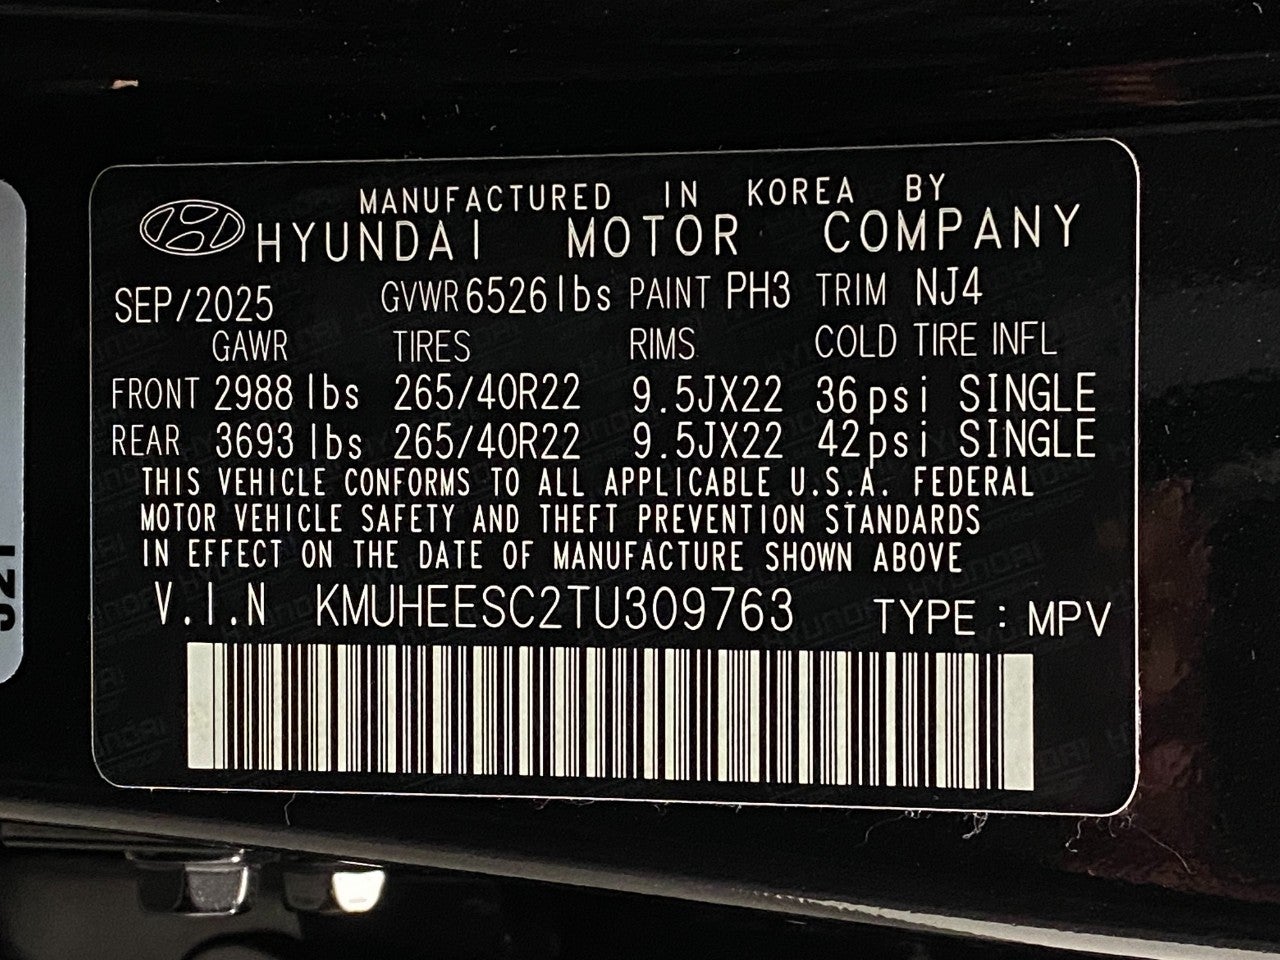 MANUFACTURED IN KOREA BY
HYUNDAI MOTOR COMPANY
SEP/2025 GVWR 6526 lbs PAINT PH3 TRIM NJ4
GAWR TIRES RIMS COLD TIRE INFL
FRONT 2988 lbs 265/40R22 9.5JX22 36psi SINGLE
REAR 3693 lbs 265/40R22 9.5JX22 42psi SINGLE
THIS VEHICLE CONFORMS TO ALL APPLICABLE U.S.A. FEDERAL
MOTOR VEHICLE SAFETY AND THEFT PREVENTION STANDARDS
IN EFFECT ON THE DATE OF MANUFACTURE SHOWN ABOVE
V.I.N KMUHEESC2TU309763 TYPE : MPV